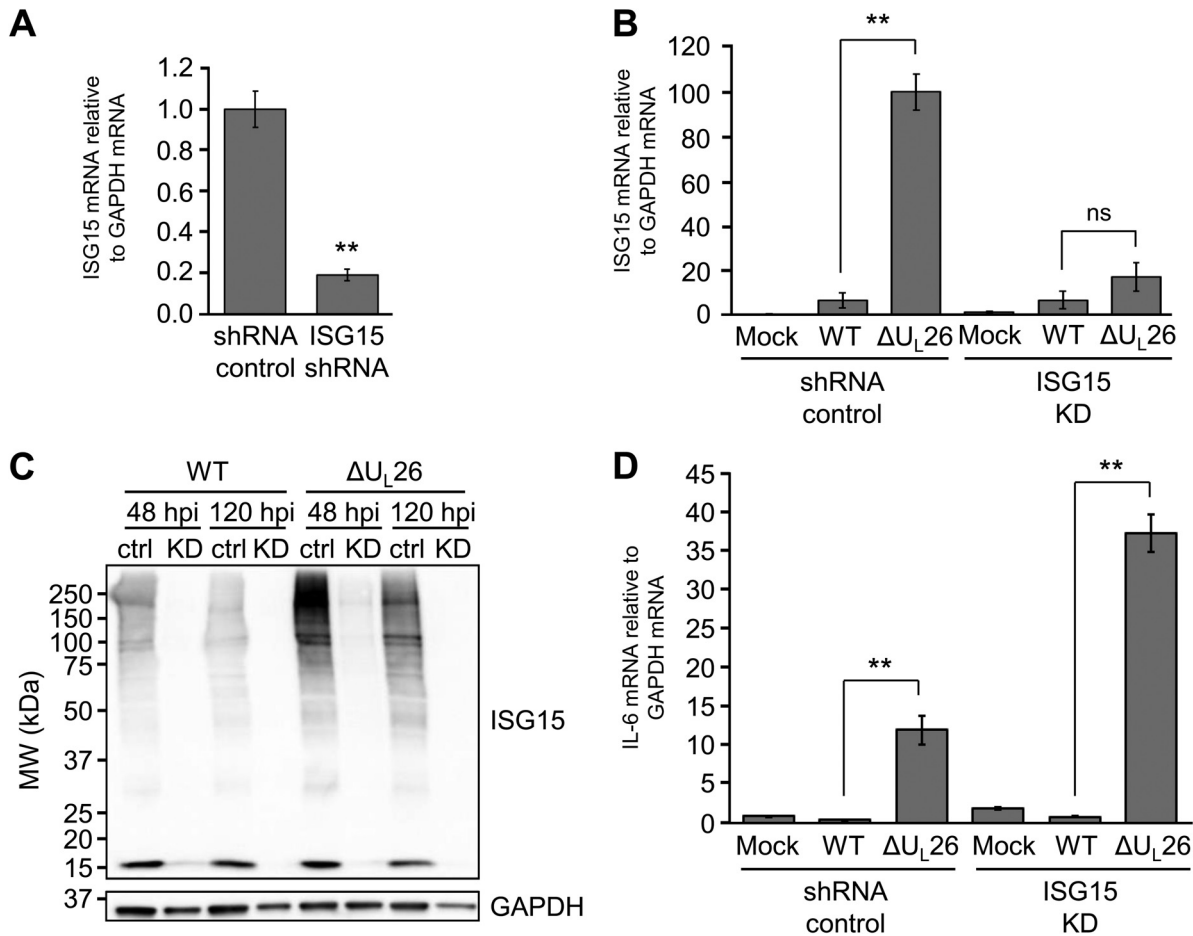 A
ISG15 mRNA relative
to GAPDH mRNA
1.2
1.0
0.8
0.6
0.4
0.2
0.0
**
shRNA ISG15
control shRNA
B
ISG15 mRNA relative
to GAPDH mRNA
120
100
80
60
40
20
0
**
ns
Mock WT ΔUL26 Mock WT ΔUL26
shRNA ISG15
control KD
C
WT ΔUL26
48 hpi 120 hpi 48 hpi 120 hpi
ctrl KD ctrl KD ctrl KD ctrl KD
MW (kDa)
250
150
100
75
50
37
25
20
15
ISG15
37
GAPDH
D
IL-6 mRNA relative to
GAPDH mRNA
45
40
35
30
25
20
15
10
5
0
**
**
Mock WT ΔUL26 Mock WT ΔUL26
shRNA ISG15
control KD